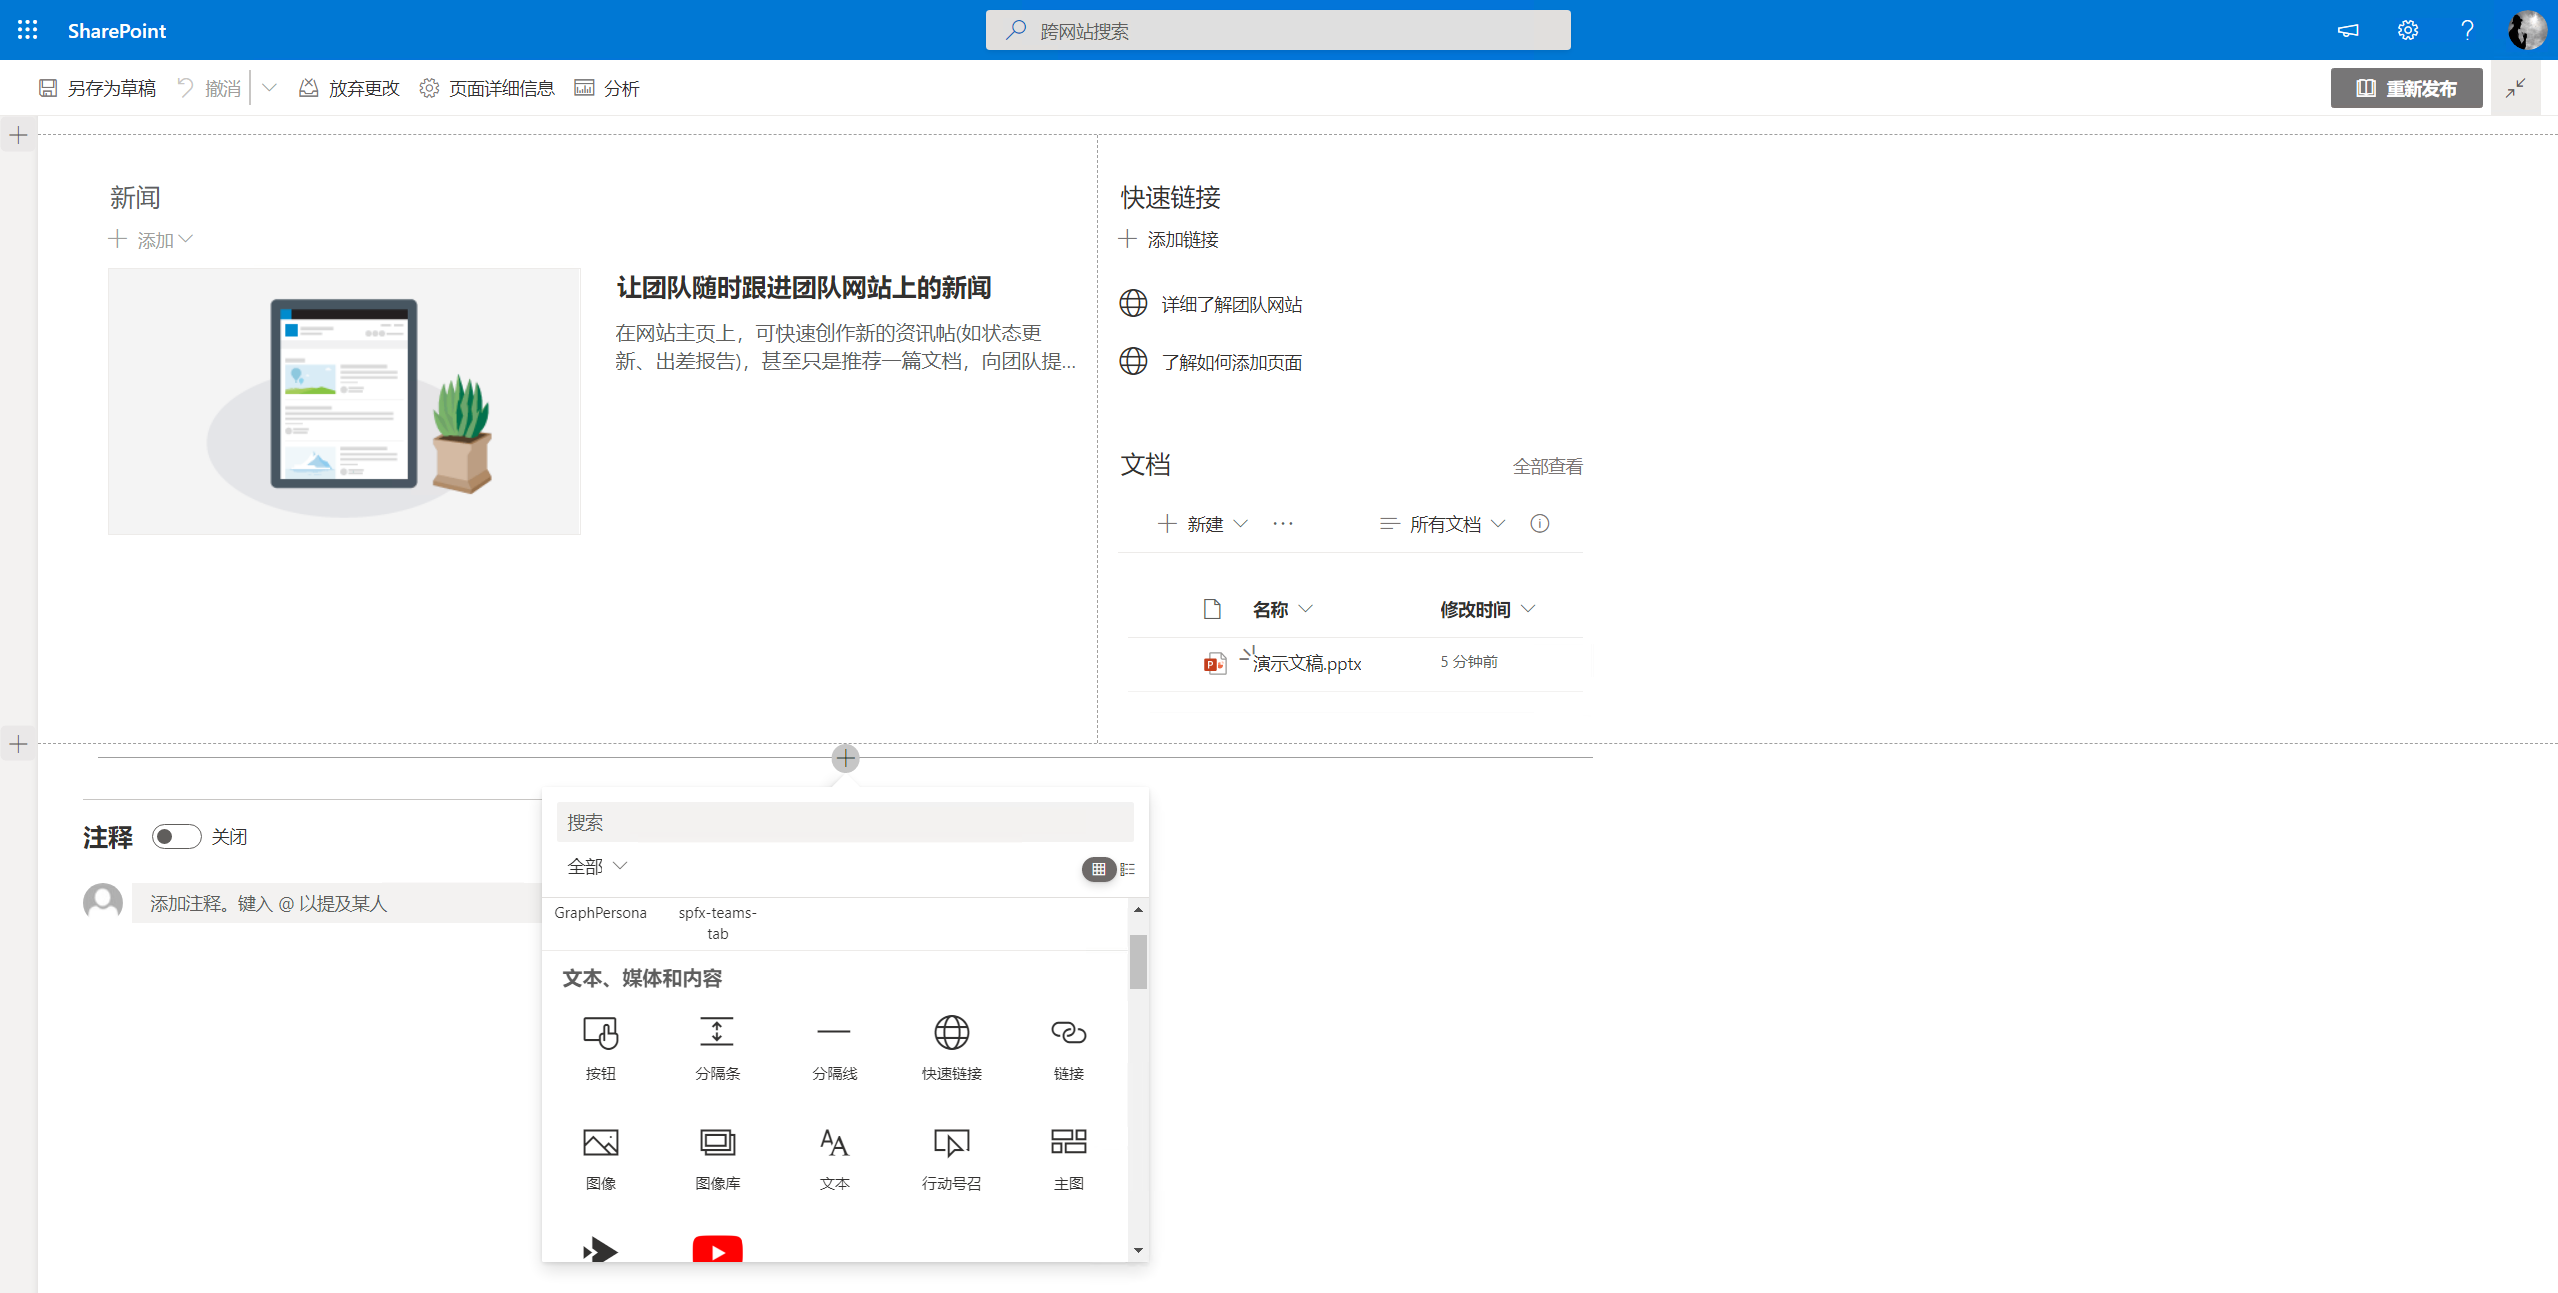 SharePoint
跨网站搜索
另存为草稿 撤消 放弃更改 页面详细信息 分析
重新发布
新闻
添加
让团队随时跟进团队网站上的新闻
在网站主页上，可快速创作新的资讯帖(如状态更
新、出差报告)，甚至只是推荐一篇文档，向团队提...
快速链接
添加链接
详细了解团队网站
了解如何添加页面
文档 全部查看
新建 ··· 所有文档
名称 修改时间
演示文稿.pptx 5 分钟前
注释 关闭
添加注释。键入 @ 以提及某人
搜索
全部
GraphPersona spfx-teams-
tab
文本、媒体和内容
按钮 分隔条 分隔线 快速链接 链接
图像 图像库 文本 行动号召 主图